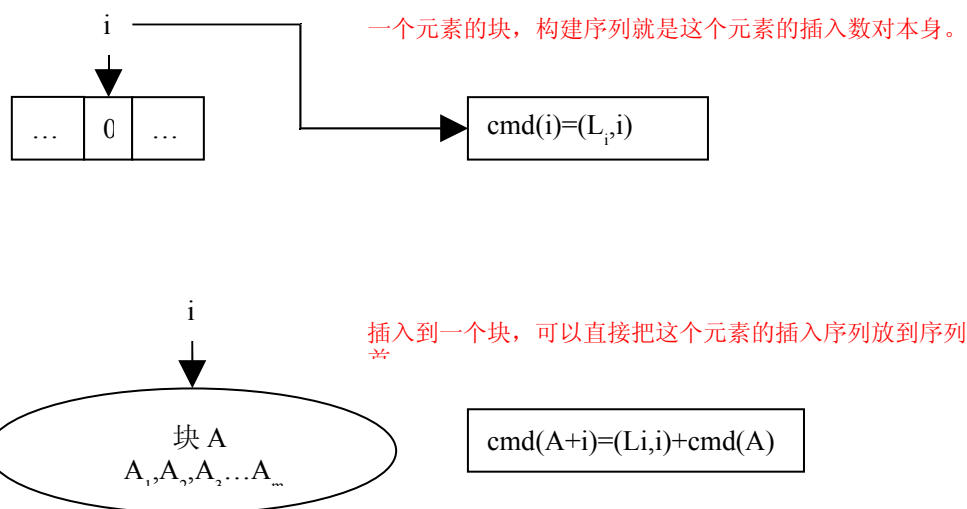 i
一个元素的块，构建序列就是这个元素的插入数对本身。
… 0 …
cmd(i)=(Lᵢ,i)
i
插入到一个块，可以直接把这个元素的插入序列放到序列
块 A
A₁,A₂,A₃…Aₘ
cmd(A+i)=(Li,i)+cmd(A)